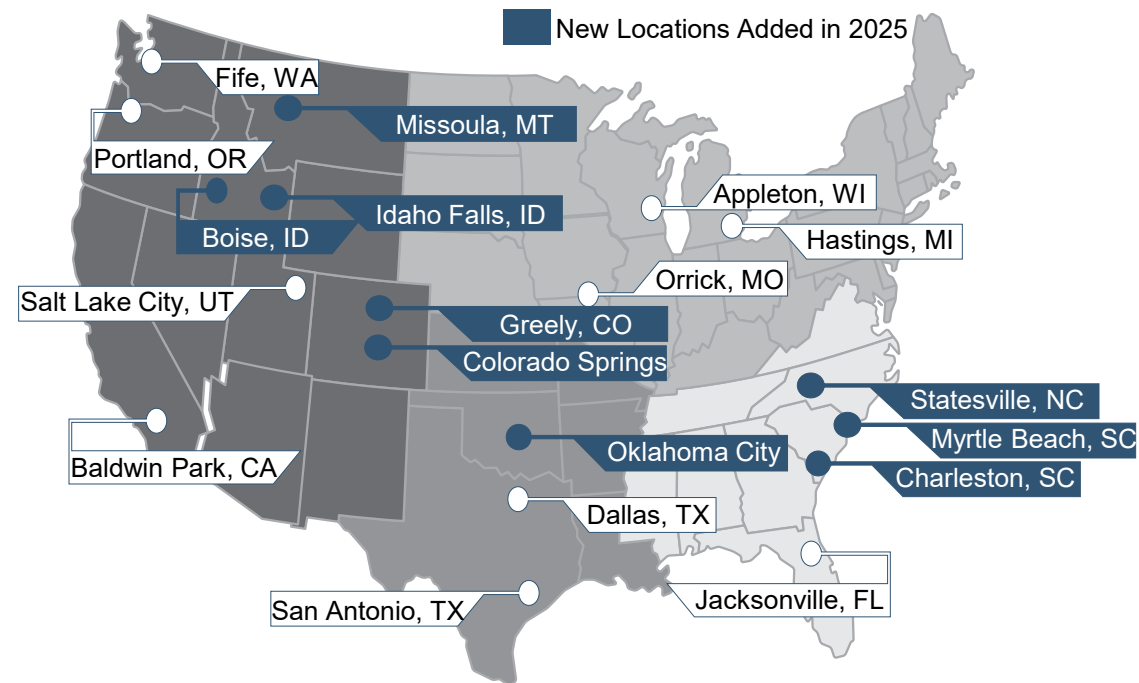 New Locations Added in 2025
Fife, WA
Missoula, MT
Portland, OR
Appleton, WI
Idaho Falls, ID
Boise, ID
Hastings, MI
Orrick, MO
Salt Lake City, UT
Greely, CO
Colorado Springs
Statesville, NC
Myrtle Beach, SC
Oklahoma City
Baldwin Park, CA
Charleston, SC
Dallas, TX
San Antonio, TX
Jacksonville, FL